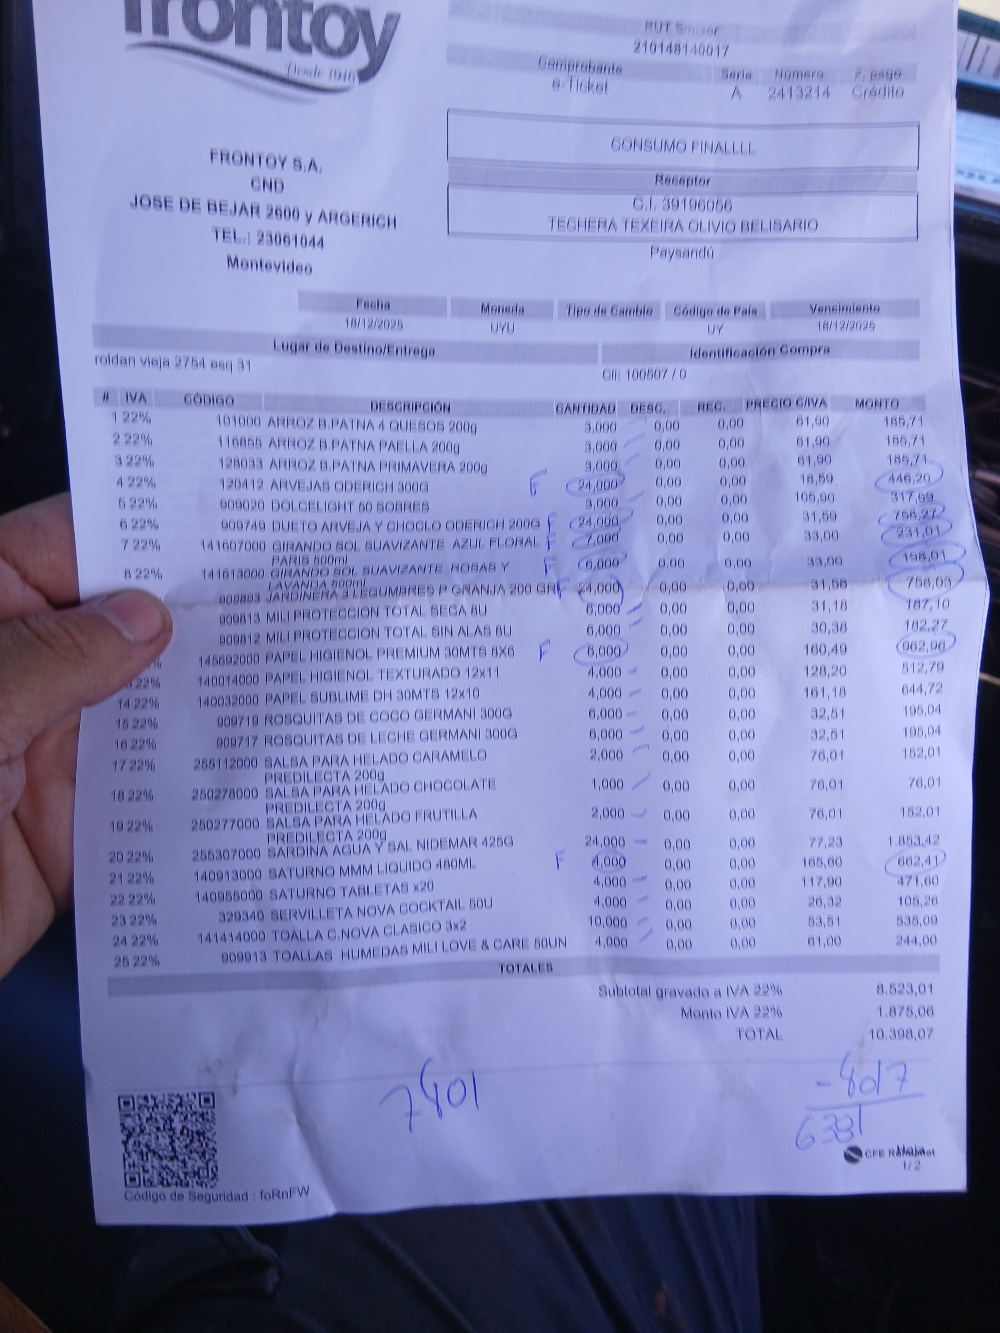 frontoy
Desde 1916
RUT Emisor
210148140017
Comprobante Serie Número F. pago
e-Ticket A 2413214 Crédito
CONSUMO FINALLLL
Receptor
C.I. 39196056
TECHERA TEXEIRA OLIVIO BELISARIO
Paysandú
FRONTOY S.A.
CND
JOSE DE BEJAR 2600 y ARGERICH
TEL.: 23061044
Montevideo
Fecha Moneda Tipo de Cambio Código de País Vencimiento
18/12/2025 UYU UY 18/12/2025
Lugar de Destino/Entrega Identificación Compra
roldan vieja 2754 esq 31 Cli: 100507 / 0
# IVA CÓDIGO DESCRIPCIÓN CANTIDAD DESC. REC. PRECIO C/IVA MONTO
1 22% 101000 ARROZ B.PATNA 4 QUESOS 200g 3,000 0,00 0,00 61,90 185,71
2 22% 116855 ARROZ B.PATNA PAELLA 200g 3,000 0,00 0,00 61,90 185,71
3 22% 128033 ARROZ B.PATNA PRIMAVERA 200g 3,000 0,00 0,00 61,90 185,71
4 22% 120412 ARVEJAS ODERICH 300G F 24,000 0,00 0,00 18,59 446,20
5 22% 909020 DOLCELIGHT 50 SOBRES 3,000 0,00 0,00 105,90 317,69
6 22% 909749 DUETO ARVEJA Y CHOCLO ODERICH 200G F 24,000 0,00 0,00 31,59 758,27
7 22% 141607000 GIRANDO SOL SUAVIZANTE AZUL FLORAL F 7,000 0,00 0,00 33,00 231,01
PARIS 500ml
8 22% 141613000 GIRANDO SOL SUAVIZANTE ROSAS Y F 6,000 0,00 0,00 33,00 198,01
500ml
909893 JARDINERA 3 LEGUMBRES P GRANJA 200 GR F 24,000 0,00 0,00 31,58 758,93
909813 MILI PROTECCION TOTAL SECA 8U 6,000 0,00 0,00 31,18 187,10
909812 MILI PROTECCION TOTAL SIN ALAS 8U 6,000 0,00 0,00 30,38 182,27
145692000 PAPEL HIGIENOL PREMIUM 30MTS 8X6 F 6,000 0,00 0,00 160,49 962,96
22% 140014000 PAPEL HIGIENOL TEXTURADO 12x11 4,000 0,00 0,00 128,20 512,79
14 22% 140032000 PAPEL SUBLIME DH 30MTS 12x10 4,000 0,00 0,00 161,18 644,72
15 22% 909719 ROSQUITAS DE COCO GERMANI 300G 6,000 0,00 0,00 32,51 195,04
16 22% 909717 ROSQUITAS DE LECHE GERMANI 300G 6,000 0,00 0,00 32,51 195,04
17 22% 255112000 SALSA PARA HELADO CARAMELO 2,000 0,00 0,00 76,01 152,01
PREDILECTA 200g
18 22% 250278000 SALSA PARA HELADO CHOCOLATE 1,000 0,00 0,00 76,01 76,01
PREDILECTA 200g
19 22% 250277000 SALSA PARA HELADO FRUTILLA 2,000 0,00 0,00 76,01 152,01
PREDILECTA 200g
20 22% 255307000 SARDINA AGUA Y SAL NIDEMAR 425G 24,000 0,00 0,00 77,23 1.853,42
21 22% 140913000 SATURNO MMM LIQUIDO 480ML F 4,000 0,00 0,00 165,60 662,41
22 22% 140955000 SATURNO TABLETAS x20 4,000 0,00 0,00 117,90 471,60
23 22% 329340 SERVILLETA NOVA COCKTAIL 50U 4,000 0,00 0,00 26,32 105,26
24 22% 141414000 TOALLA C.NOVA CLASICO 3x2 10,000 0,00 0,00 53,51 535,09
25 22% 909913 TOALLAS HUMEDAS MILI LOVE & CARE 50UN 4,000 0,00 0,00 61,00 244,00
TOTALES
Subtotal gravado a IVA 22% 8.523,01
Monto IVA 22% 1.875,06
TOTAL 10.398,07
-4017
6381
Hoja
1/2
Código de Seguridad : foRnFW